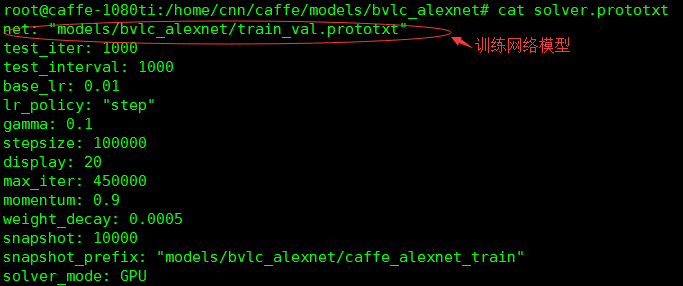 root@caffe-1080ti:/home/cnn/caffe/models/bvlc_alexnet# cat solver.prototxt
net: "models/bvlc_alexnet/train_val.prototxt"
训练网络模型
test_iter: 1000
test_interval: 1000
base_lr: 0.01
lr_policy: "step"
gamma: 0.1
stepsize: 100000
display: 20
max_iter: 450000
momentum: 0.9
weight_decay: 0.0005
snapshot: 10000
snapshot_prefix: "models/bvlc_alexnet/caffe_alexnet_train"
solver_mode: GPU